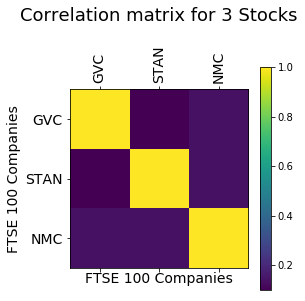 Correlation matrix for 3 Stocks
GVC
STAN
NMC
FTSE 100 Companies
GVC
STAN
NMC
FTSE 100 Companies
1.0
0.8
0.6
0.4
0.2